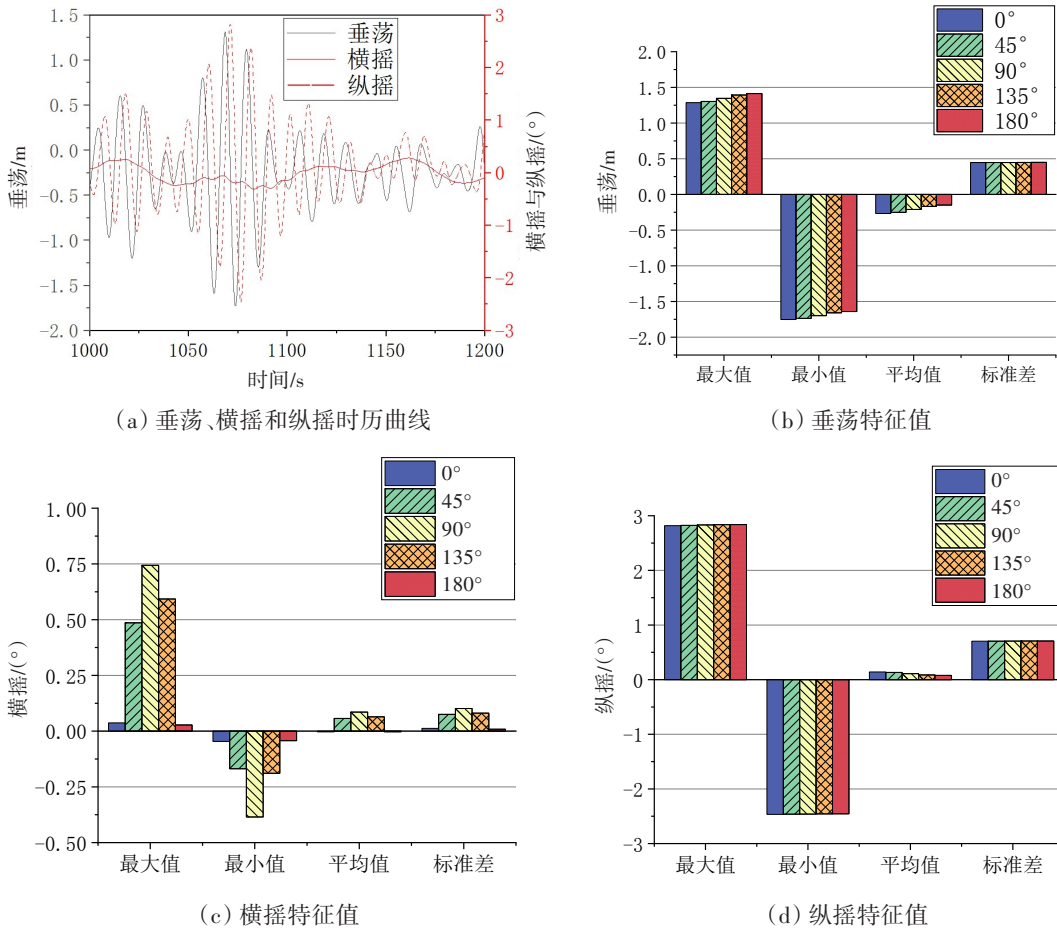 1.5
1.0
0.5
0.0
-0.5
-1.0
-1.5
-2.0
垂荡/m
垂荡
横摇
纵摇
3
2
1
0
-1
-2
-3
横摇与纵摇/(°)
1000
1050
1100
1150
1200
时间/s
(a)垂荡、横摇和纵摇时历曲线
0°
45°
90°
135°
180°
2.0
1.5
1.0
0.5
0.0
-0.5
-1.0
-1.5
-2.0
垂荡/m
最大值
最小值
平均值
标准差
(b)垂荡特征值
0°
45°
90°
135°
180°
1.00
0.75
0.50
0.25
0.00
-0.25
-0.50
横摇/(°)
最大值
最小值
平均值
标准差
(c)横摇特征值
0°
45°
90°
135°
180°
3
2
1
0
-1
-2
-3
纵摇/(°)
最大值
最小值
平均值
标准差
(d)纵摇特征值